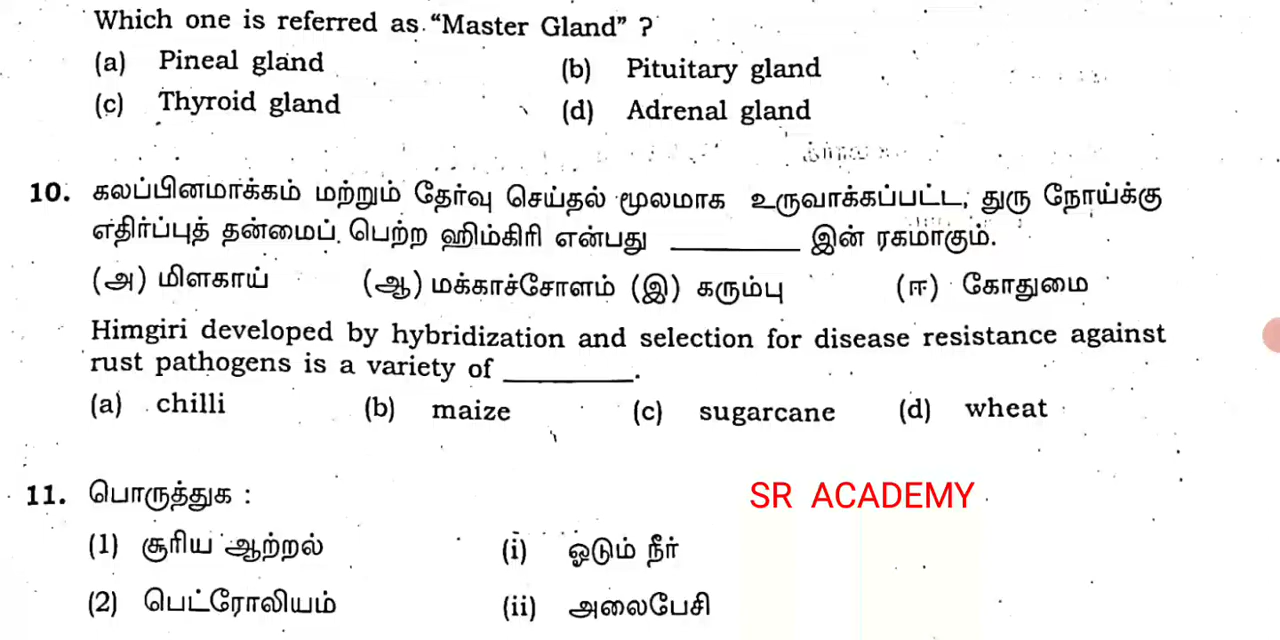 Which one is referred as "Master Gland" ?
(a) Pineal gland (b) Pituitary gland
(c) Thyroid gland (d) Adrenal gland
10. கலப்பினமாக்கம் மற்றும் தேர்வு செய்தல் மூலமாக உருவாக்கப்பட்ட, துரு நோய்க்கு
எதிர்ப்புத் தன்மைப் பெற்ற ஹிம்கிரி என்பது ________ இன் ரகமாகும்.
(அ) மிளகாய் (ஆ) மக்காச்சோளம் (இ) கரும்பு (ஈ) கோதுமை
Himgiri developed by hybridization and selection for disease resistance against
rust pathogens is a variety of ________.
(a) chilli (b) maize (c) sugarcane (d) wheat
11. பொருத்துக :
SR ACADEMY
(1) சூரிய ஆற்றல் (i) ஓடும் நீர்
(2) பெட்ரோலியம் (ii) அலைபேசி